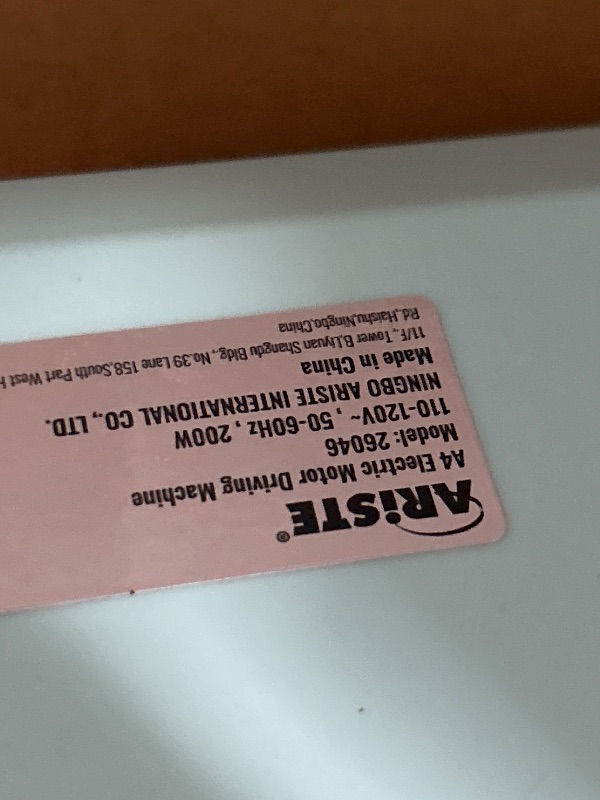 ARiSTE®
A4 Electric Motor Driving Machine
Model: 26046
110-120V~ , 50-60Hz , 200W
NINGBO ARISTE INTERNATIONAL CO., LTD.
Made in China
11/F., Tower B,Liyuan Shangdu Bldg., No.39 Lane 158,South Part West
Rd.,Haishu,Ningbo,China